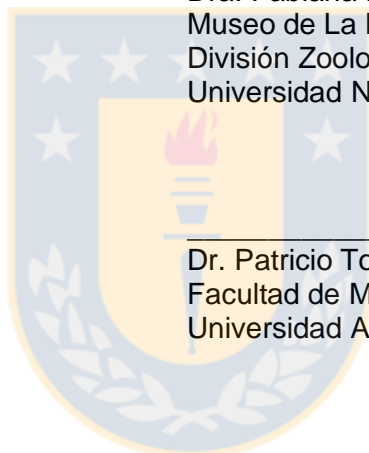 Museo de La
División Zoolo
Universidad N
Dr. Patricio To
Facultad de M
Universidad A